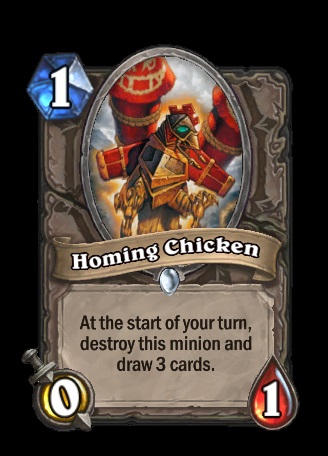 1
Homing Chicken
At the start of your turn,
destroy this minion and
draw 3 cards.
0
1